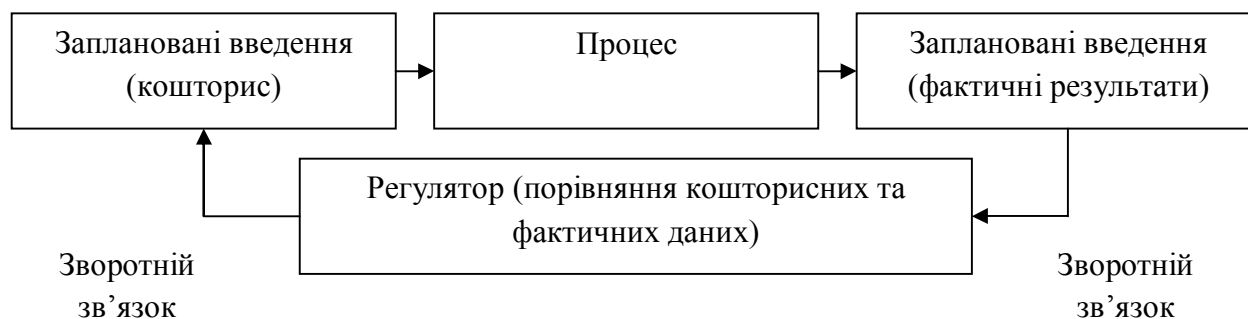 Заплановані введення
(кошторис)
Процес
Заплановані введення
(фактичні результати)
Регулятор (порівняння кошторисних та
фактичних даних)
Зворотній
зв’язок
Зворотній
зв’язок